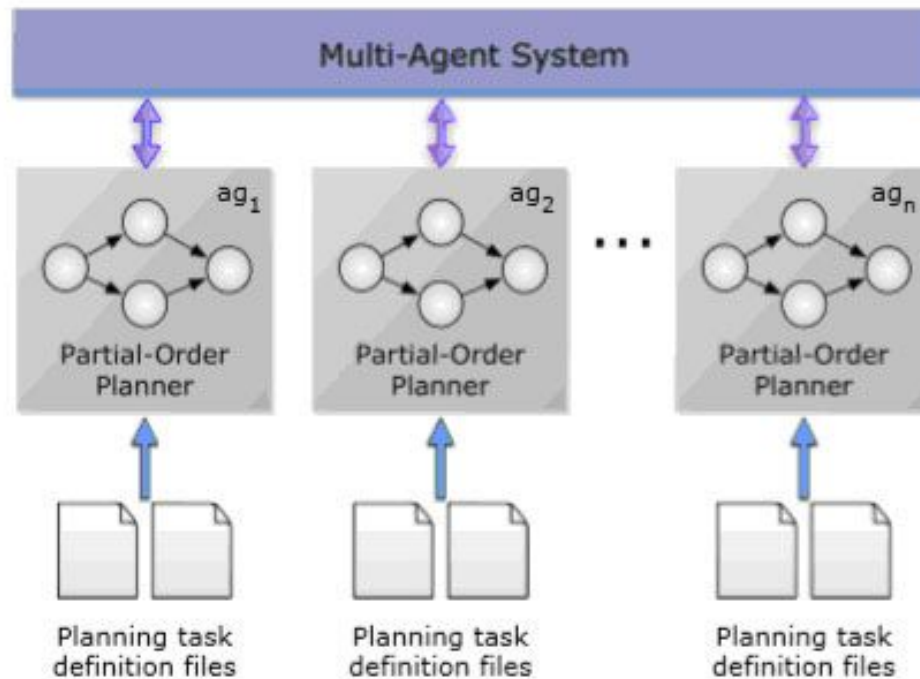 Multi-Agent System
ag1
ag2
agn
...
Partial-Order
Planner
Partial-Order
Planner
Partial-Order
Planner
Planning task
definition files
Planning task
definition files
Planning task
definition files